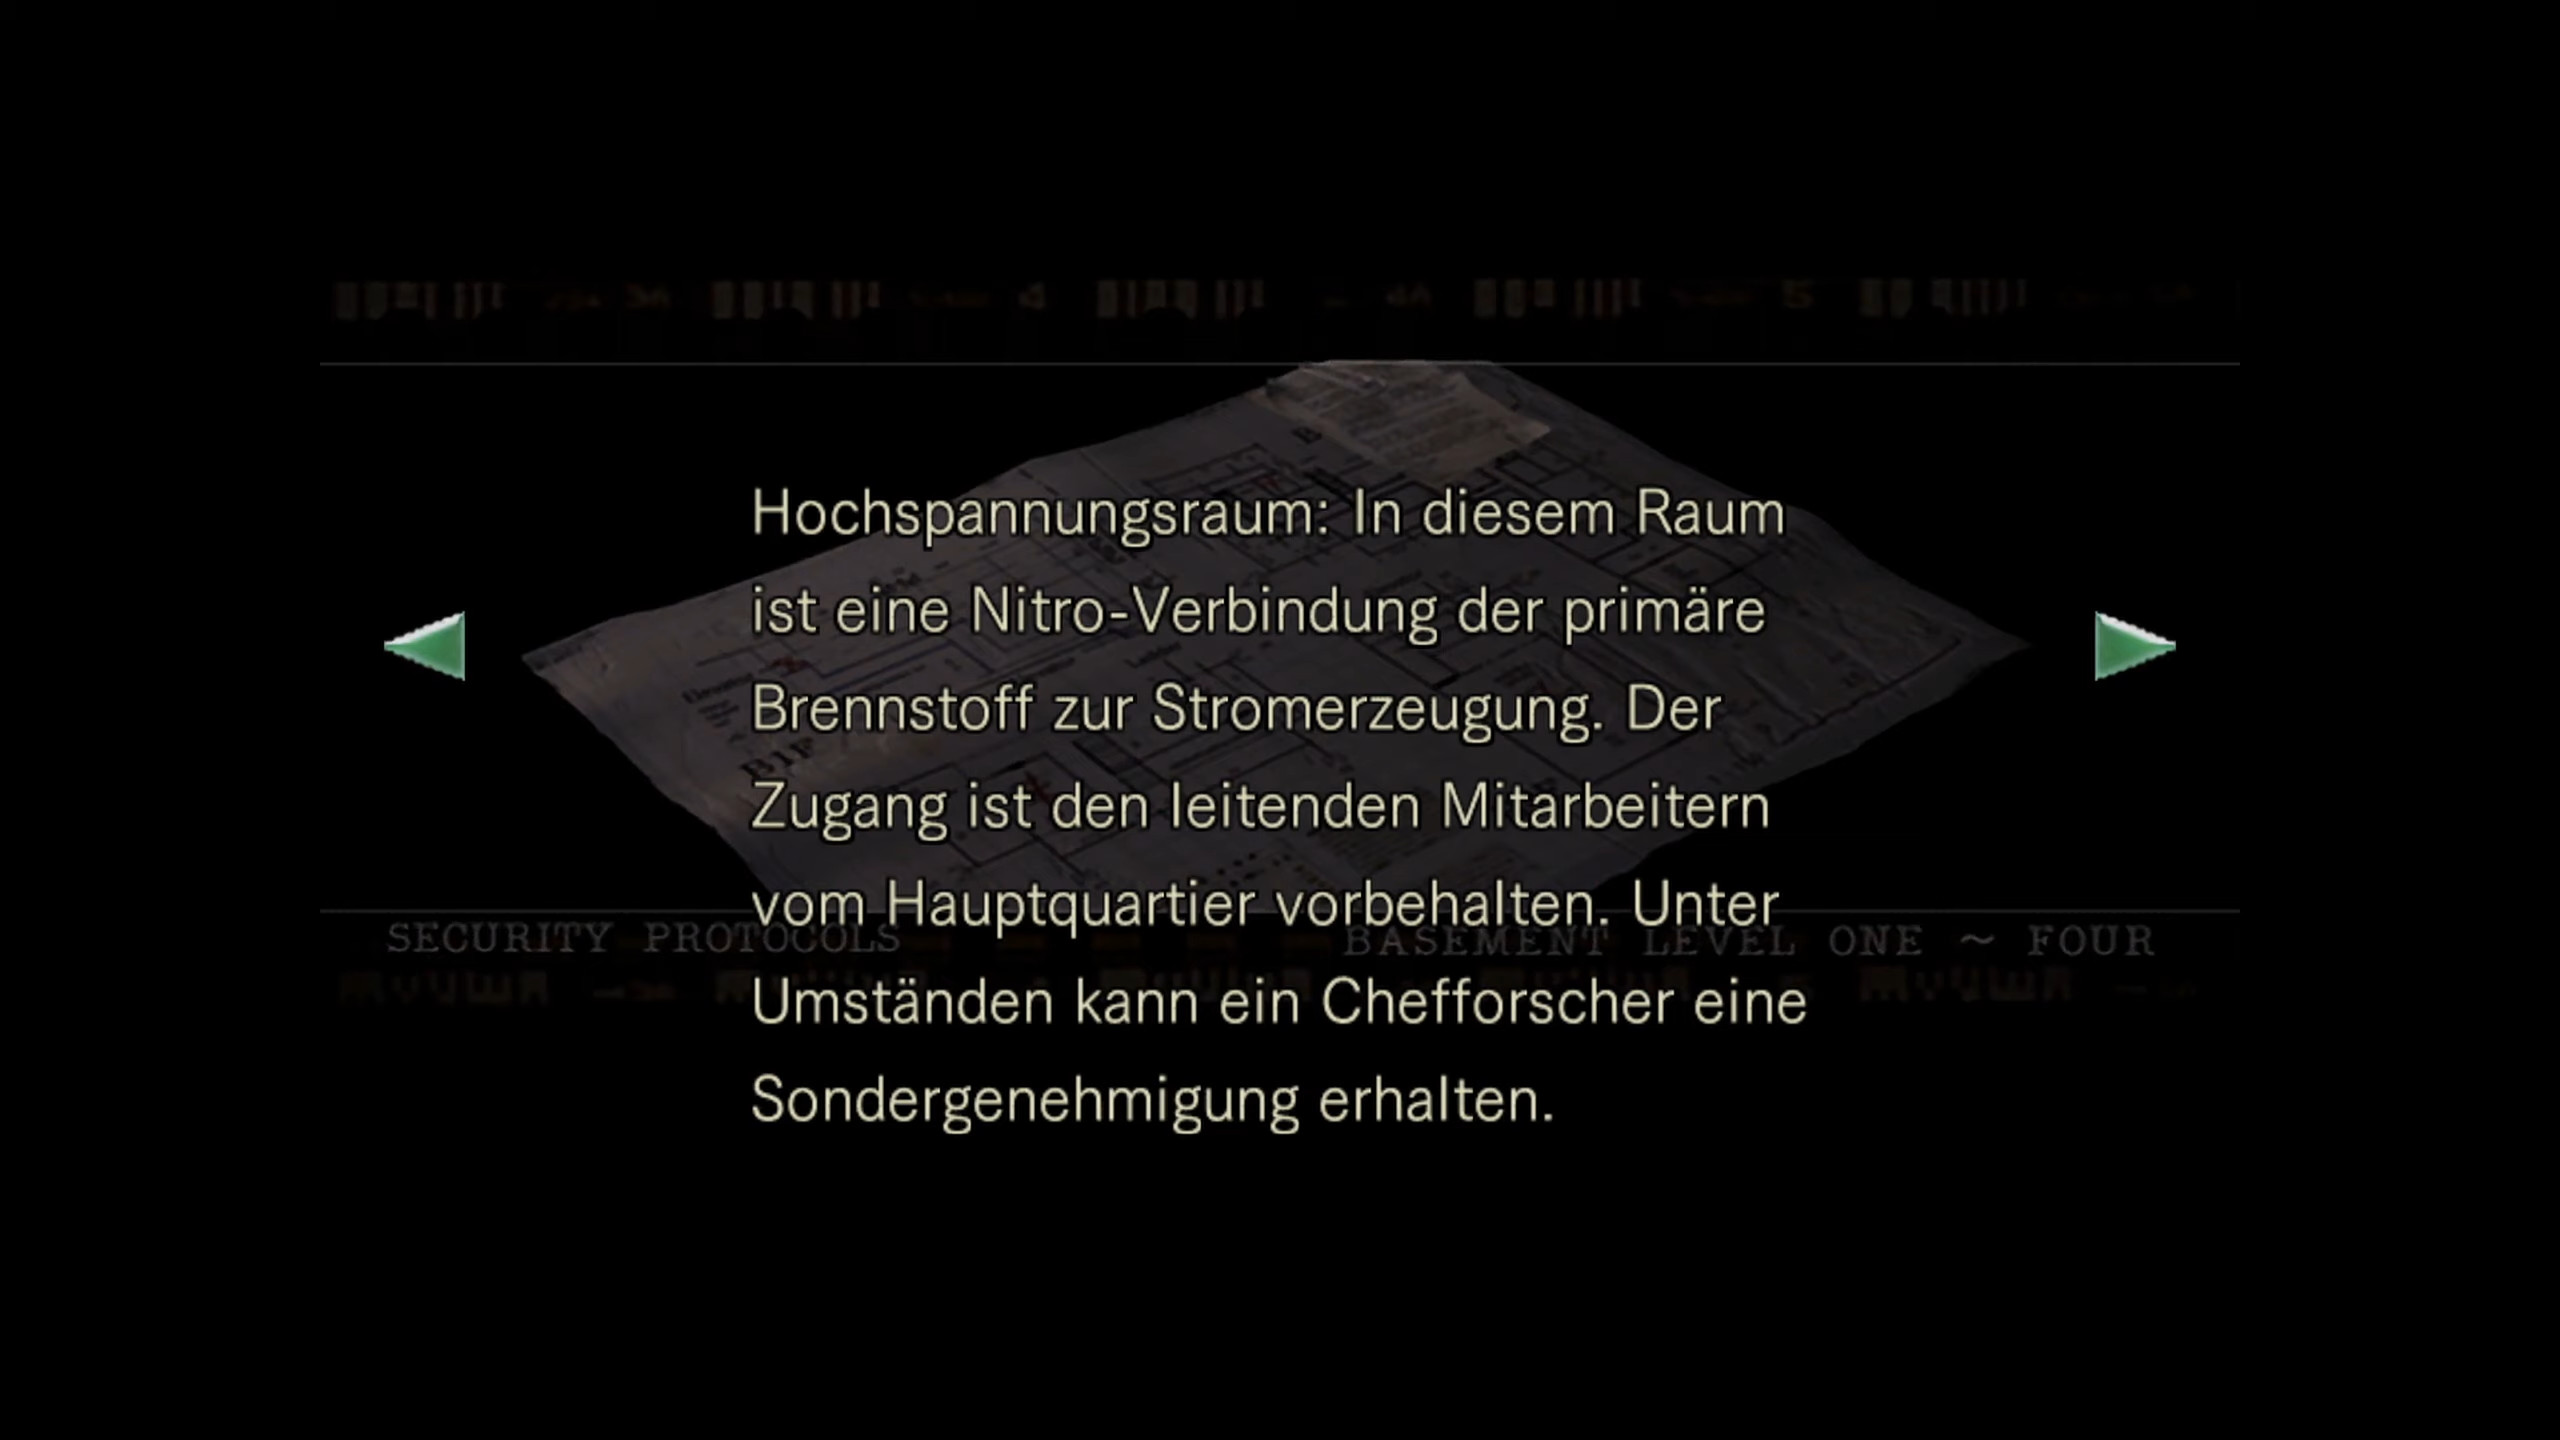 Hochspannungsraum: In diesem Raum
ist eine Nitro-Verbindung der primäre
Brennstoff zur Stromerzeugung. Der
Zugang ist den leitenden Mitarbeitern
vom Hauptquartier vorbehalten. Unter
SECURITY PROTOCOLS BASEMENT LEVEL ONE ~ FOUR
Umständen kann ein Chefforscher eine
Sondergenehmigung erhalten.
B1F